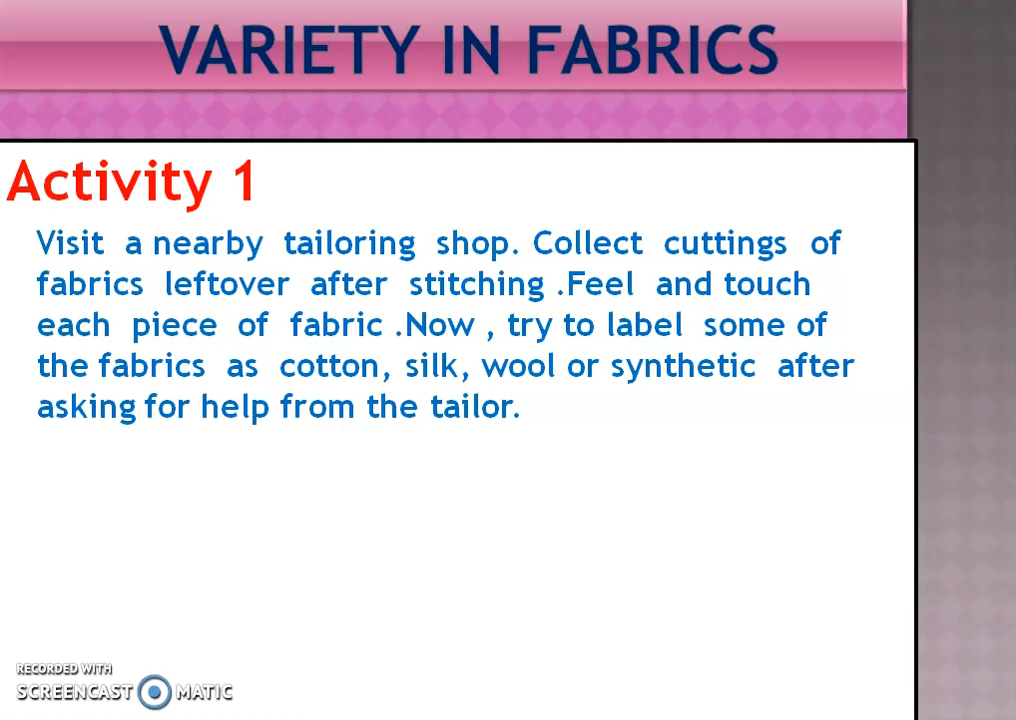 VARIETY IN FABRICS
Activity 1
Visit a nearby tailoring shop. Collect cuttings of
fabrics leftover after stitching .Feel and touch
each piece of fabric .Now , try to label some of
the fabrics as cotton, silk, wool or synthetic after
asking for help from the tailor.
RECORDED WITH
SCREENCAST MATIC